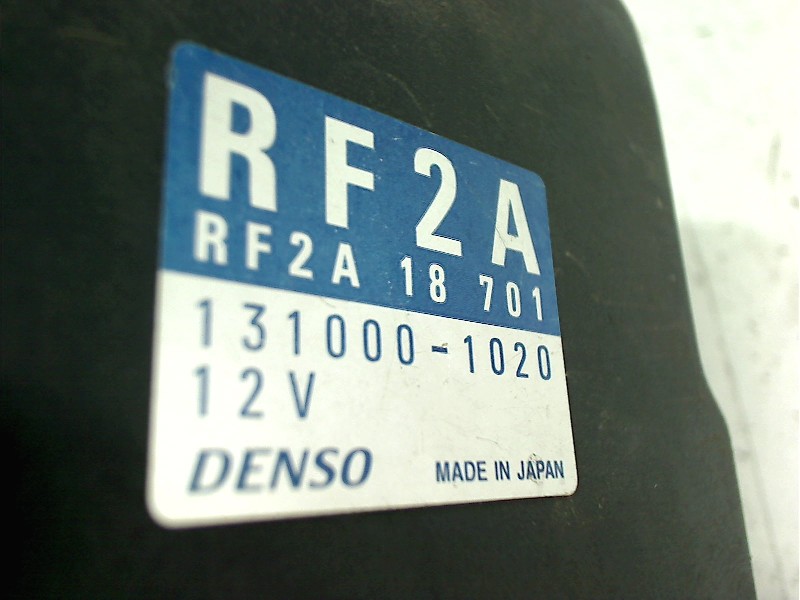 RF2A
RF2A 18 701
131000-1020
12V
DENSO MADE IN JAPAN